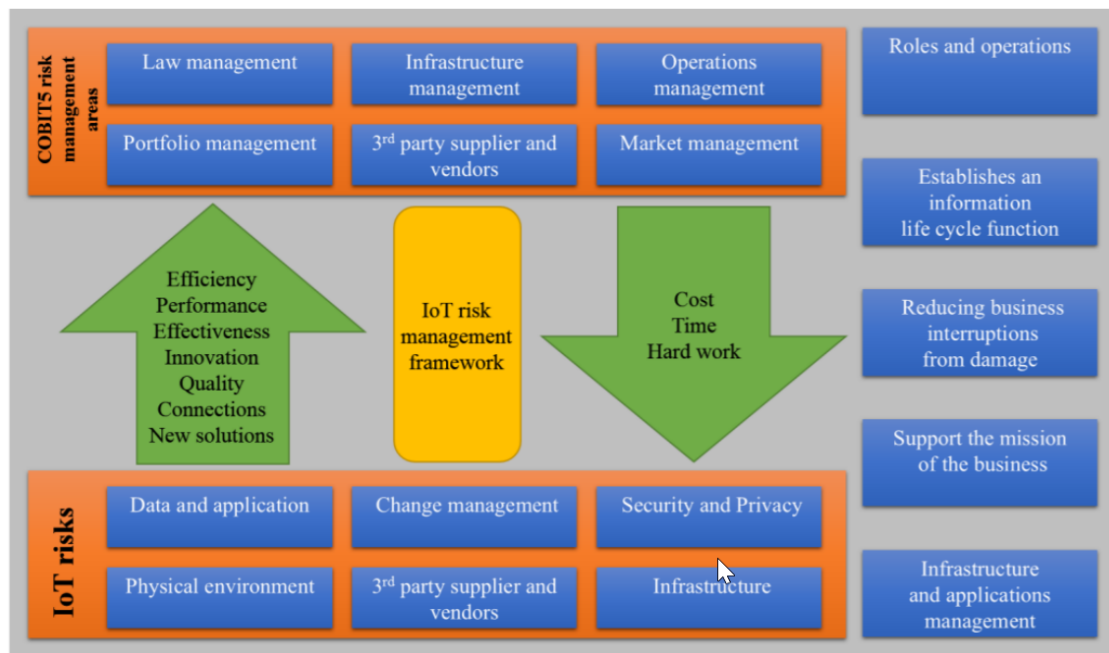 COBIT5 risk
management
areas
Law management
Infrastructure
management
Operations
management
Portfolio management
3rd party supplier and
vendors
Market management
Efficiency
Performance
Effectiveness
Innovation
Quality
Connections
New solutions
IoT risk
management
framework
Cost
Time
Hard work
IoT risks
Data and application
Change management
Security and Privacy
Physical environment
3rd party supplier and
vendors
Infrastructure
Roles and operations
Establishes an
information
life cycle function
Reducing business
interruptions
from damage
Support the mission
of the business
Infrastructure
and applications
management